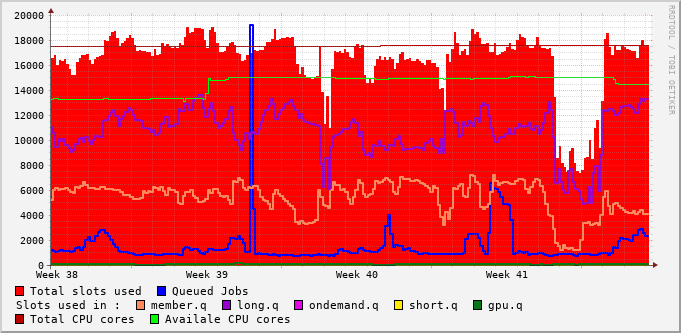 20000
18000
16000
14000
12000
10000
8000
6000
4000
2000
0
Week 38 Week 39 Week 40 Week 41
Total slots used Queued Jobs
Slots used in : member.q long.q ondemand.q short.q gpu.q
Total CPU cores Availale CPU cores
RRDTOOL / TOBI OETIKER